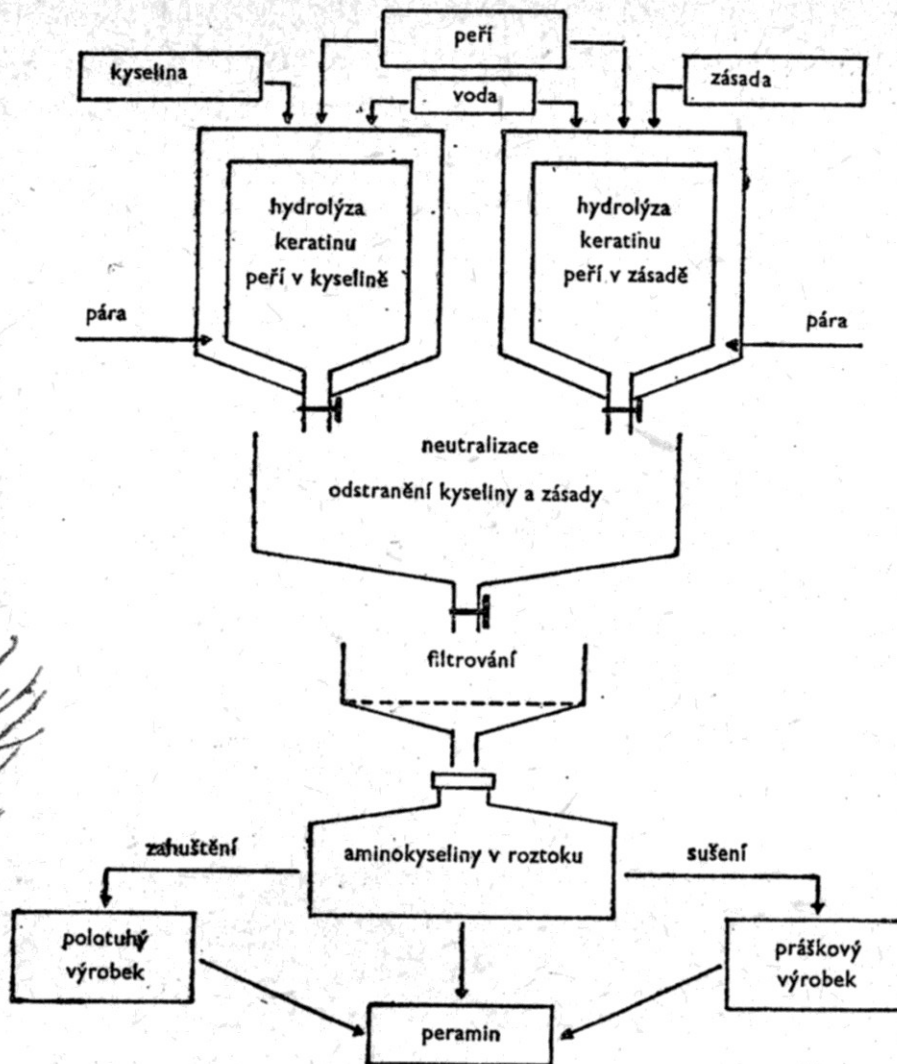 peří
kyselina
voda
zásada
hydrolýza
keratinu
peří v kyselině
hydrolýza
keratinu
peří v zásadě
pára
pára
neutralizace
odstranění kyseliny a zásady
filtrování
zahuštění
aminokyseliny v roztoku
sušení
polotuhý
výrobek
práškový
výrobek
peramin